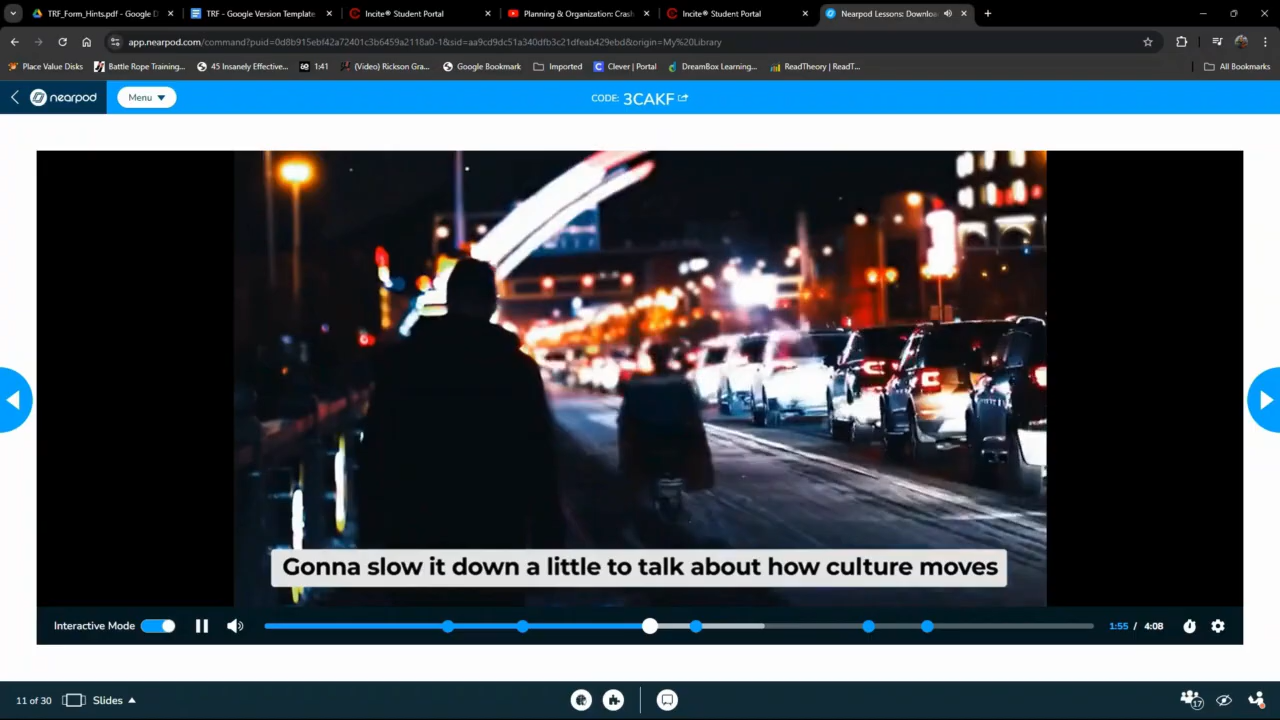 TRF_Form_Hints.pdf - Google D
TRF - Google Version Template
Incite® Student Portal
Planning & Organization: Crash
Incite® Student Portal
Nearpod Lessons: Downloa
app.nearpod.com/command?puid=0d8b915ebf42a72401c3b6459a2118a0-1&sid=aa9cd9dc51a340dfb3c21dfeab429ebd&origin=My%20Library
Place Value Disks
Battle Rope Training...
45 Insanely Effective...
1:41
(Video) Rickson Gra...
Google Bookmark
Imported
Clever | Portal
DreamBox Learning...
ReadTheory | ReadT...
All Bookmarks
nearpod
Menu
CODE: 3CAKF
Gonna slow it down a little to talk about how culture moves
Interactive Mode
1:55 / 4:08
11 of 30
Slides
17